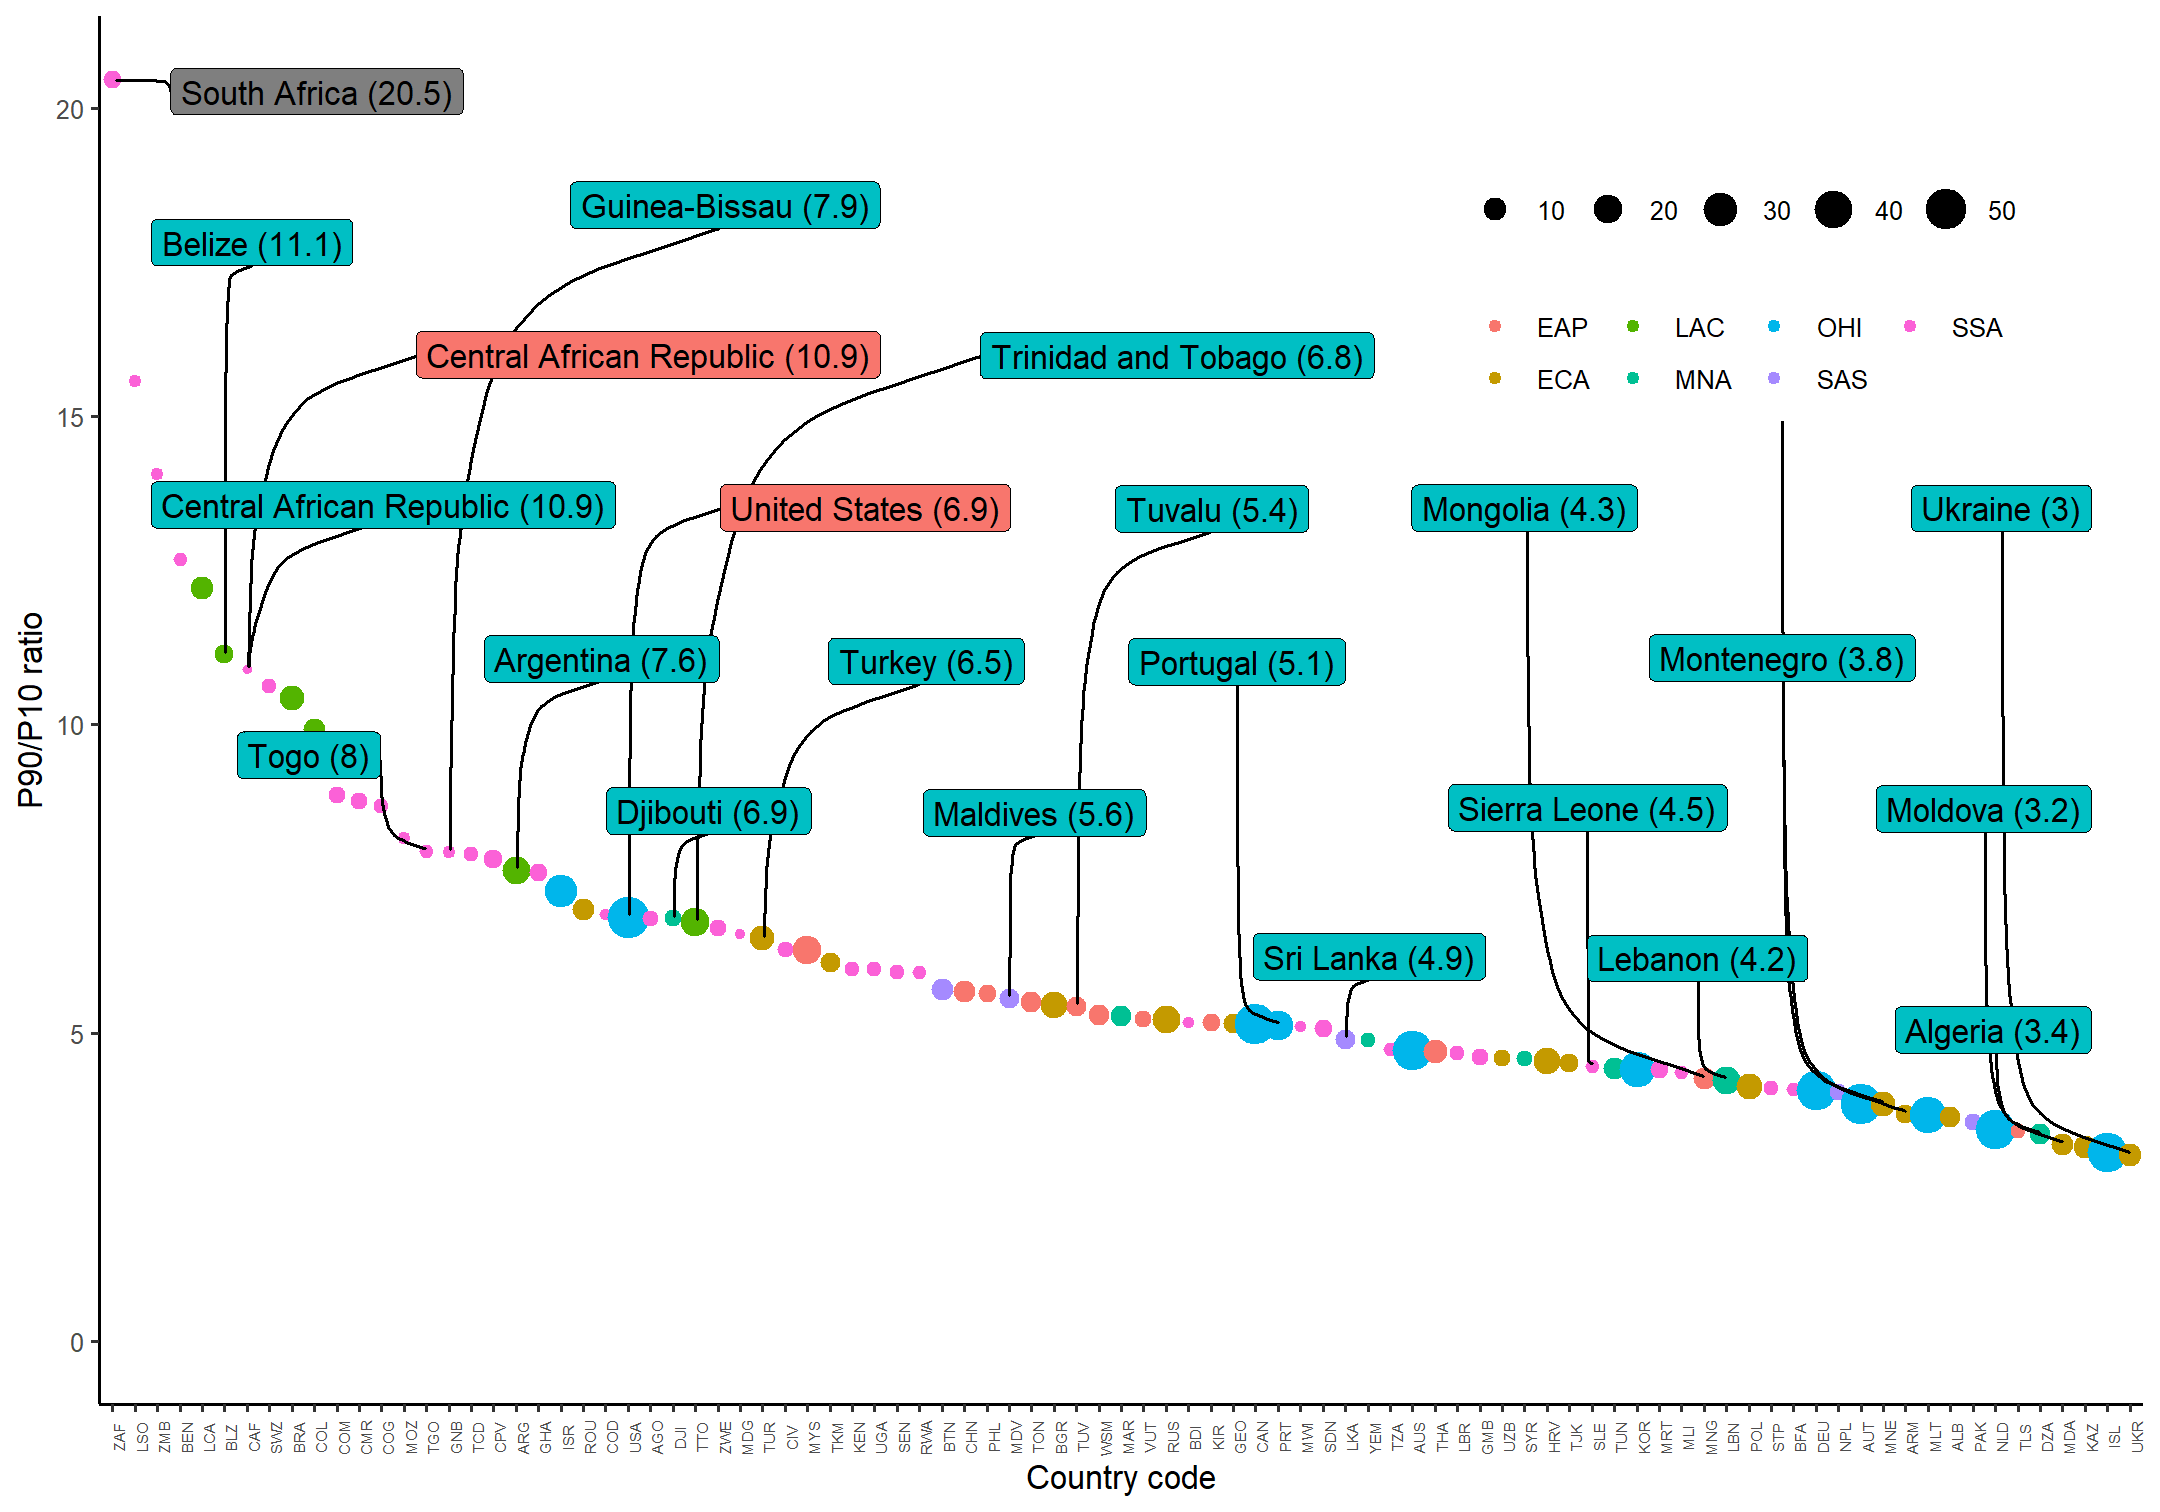 South Africa (20.5)
Guinea-Bissau (7.9)
Belize (11.1)
10 20 30 40 50
EAP LAC OHI SSA
ECA MNA SAS
Central African Republic (10.9)
Trinidad and Tobago (6.8)
Central African Republic (10.9)
United States (6.9)
Tuvalu (5.4)
Mongolia (4.3)
Ukraine (3)
Argentina (7.6)
Turkey (6.5)
Portugal (5.1)
Montenegro (3.8)
Togo (8)
Djibouti (6.9)
Maldives (5.6)
Sierra Leone (4.5)
Moldova (3.2)
Sri Lanka (4.9)
Lebanon (4.2)
Algeria (3.4)
P90/P10 ratio
20
15
10
5
0
ZAF LSO ZMB BEN LCA BLZ CAF SWZ BRA COL COM CMR COG MOZ TGO GNB TCD CPV ARG GHA ISR ROU COD USA AGO DJI TTO ZWE MDG TUR CIV MYS TKM KEN UGA SEN RWA BTN CHN PHL MDV TON BGR TUV WSM MAR VUT RUS BDI KIR GEO CAN PRT MWI SDN LKA YEM TZA AUS THA LBR GMB UZB SYR HRV TJK SLE TUN KOR MRT MLI MNG LBN POL STP BFA DEU NPL AUT MNE ARM MLT ALB PAK NLD TLS DZA MDA KAZ ISL UKR
Country code